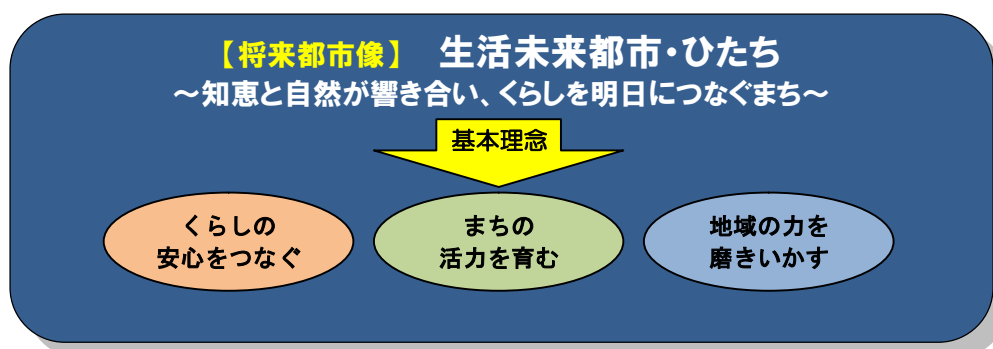 【将来都市像】 生活未来都市・ひたち
～知恵と自然が響き合い、くらしを明日につなぐまち～
基本理念
くらしの
安心をつなぐ
まちの
活力を育む
地域の力を
磨きいかす